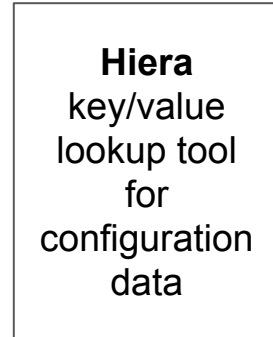 Hiera
key/value
lookup tool
for
configuration
data